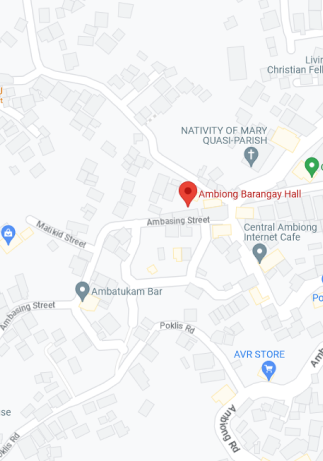 Livin
Christian Fell
NATIVITY OF MARY
QUASI-PARISH
Ambiong Barangay Hall
Ambasing Street
Central Ambiong
Internet Cafe
Matikid Street
Ambatukam Bar
Ambasing Street
Po
Poklis Rd
AVR STORE
Amb
Ambiong Rd
se
Poklis Rd